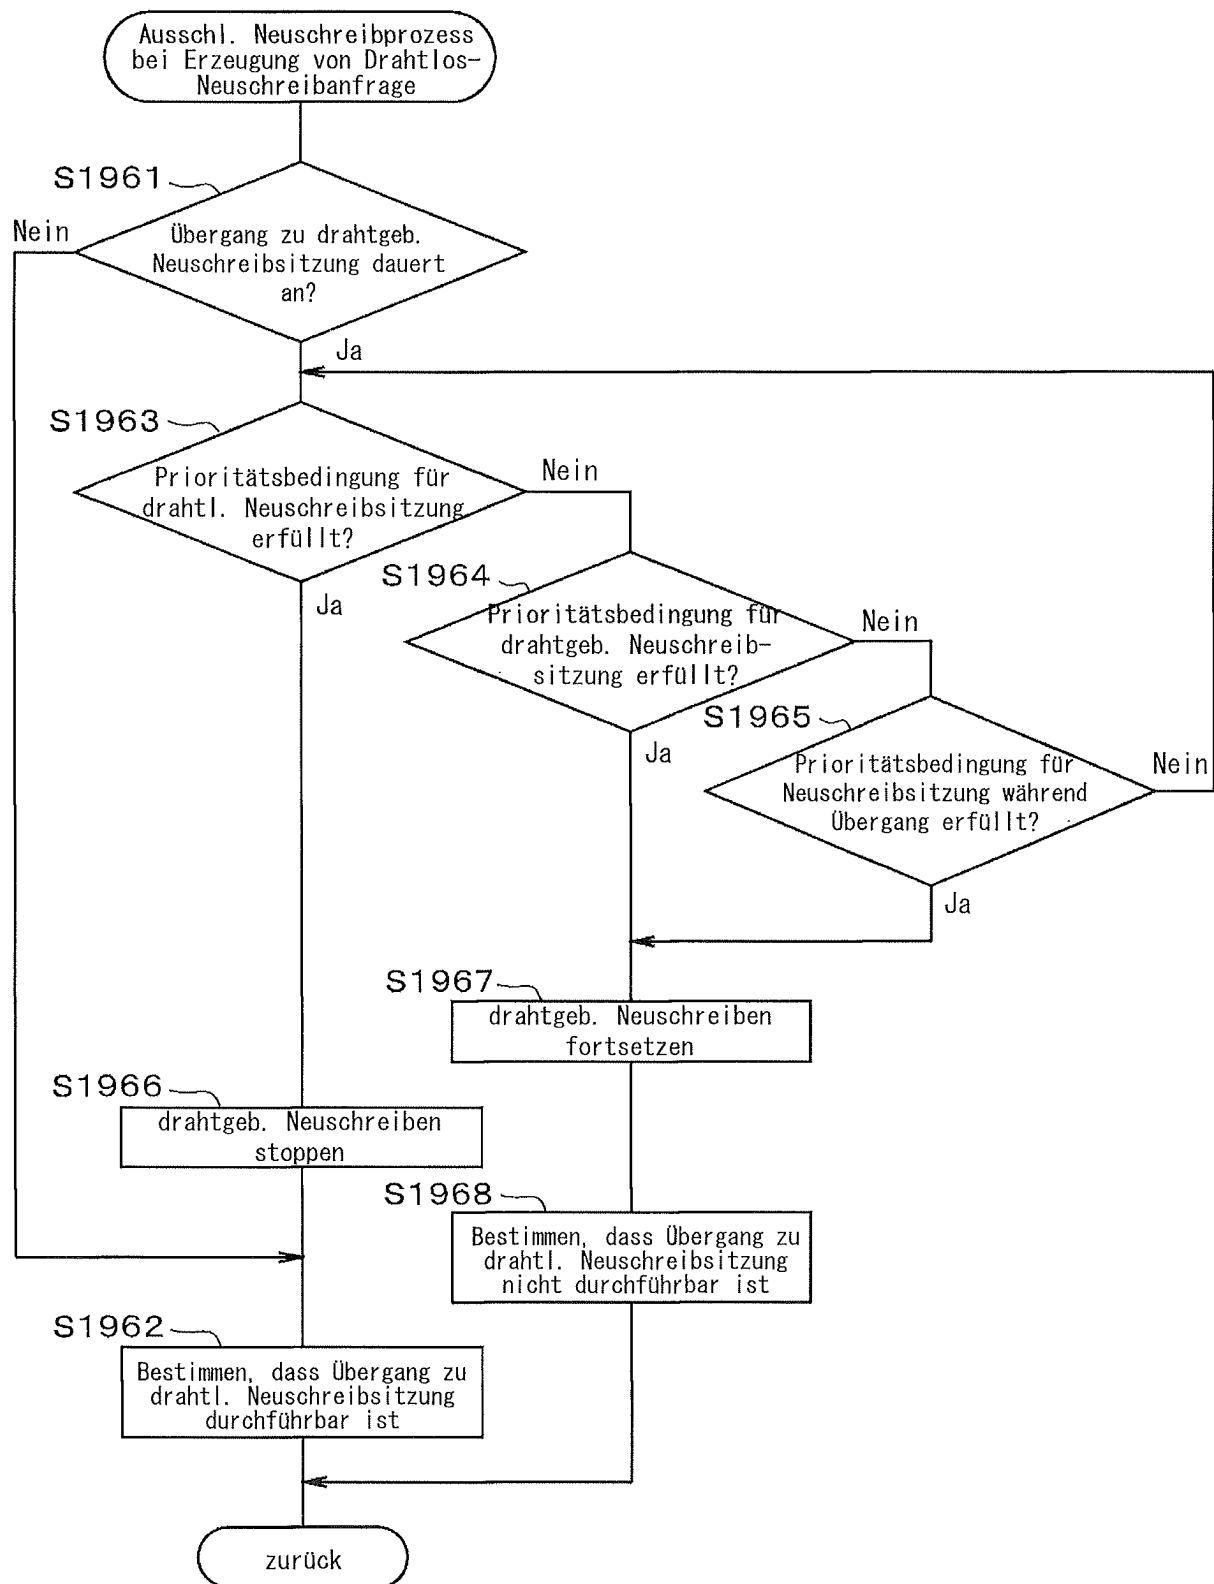 Ausschl. Neuschreibprozess
bei Erzeugung von Drahtlos-
Neuschreibanfrage
S1961
Nein
Übergang zu drahtgeb.
Neuschreibsitzung dauert
an?
Ja
S1963
Prioritätsbedingung für
drahtl. Neuschreibsitzung
erfüllt?
Nein
Ja
S1964
Prioritätsbedingung für
drahtgeb. Neuschreib-
sitzung erfüllt?
Nein
Ja
S1965
Prioritätsbedingung für
Neuschreibsitzung während
Übergang erfüllt?
Nein
Ja
S1967
drahtgeb. Neuschreiben
fortsetzen
S1966
drahtgeb. Neuschreiben
stoppen
S1968
Bestimmen, dass Übergang zu
drahtl. Neuschreibsitzung
nicht durchführbar ist
S1962
Bestimmen, dass Übergang zu
drahtl. Neuschreibsitzung
durchführbar ist
zurück